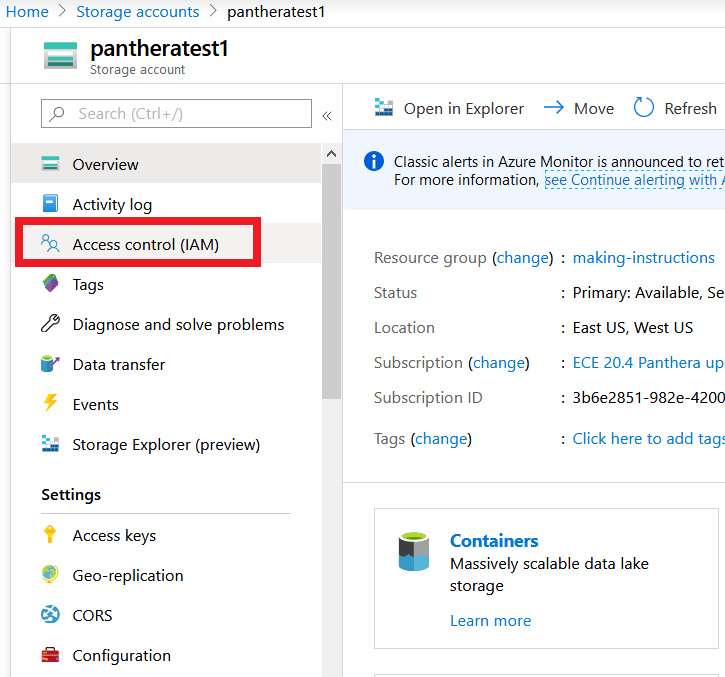 Home > Storage accounts > pantheratest1
pantheratest1
Storage account
Search (Ctrl+/)
«
Overview
Activity log
Access control (IAM)
Tags
Diagnose and solve problems
Data transfer
Events
Storage Explorer (preview)
Settings
Access keys
Geo-replication
CORS
Configuration
Open in Explorer
Move
Refresh
Classic alerts in Azure Monitor is announced to ret
For more information, see Continue alerting with A
Resource group (change) : making-instructions
Status : Primary: Available, Se
Location : East US, West US
Subscription (change) : ECE 20.4 Panthera up
Subscription ID : 3b6e2851-982e-4200
Tags (change) : Click here to add tags
Containers
Massively scalable data lake
storage
Learn more